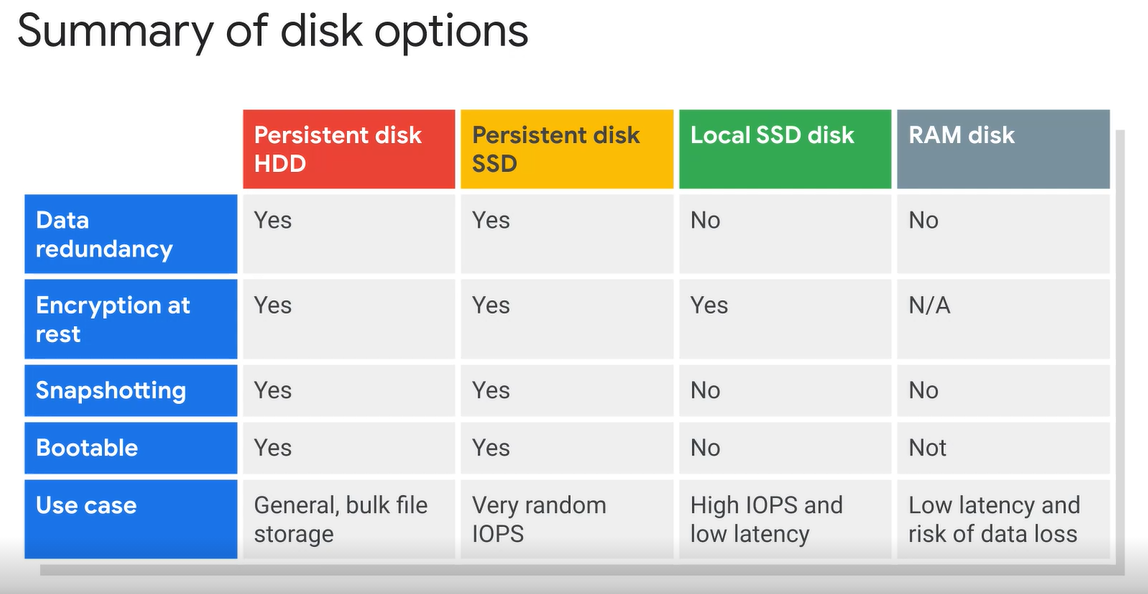 Summary of disk options
Persistent disk
HDD
Persistent disk
SSD
Local SSD disk
RAM disk
Data
redundancy
Yes
Yes
No
No
Encryption at
rest
Yes
Yes
Yes
N/A
Snapshotting
Yes
Yes
No
No
Bootable
Yes
Yes
No
Not
Use case
General, bulk file
storage
Very random
IOPS
High IOPS and
low latency
Low latency and
risk of data loss